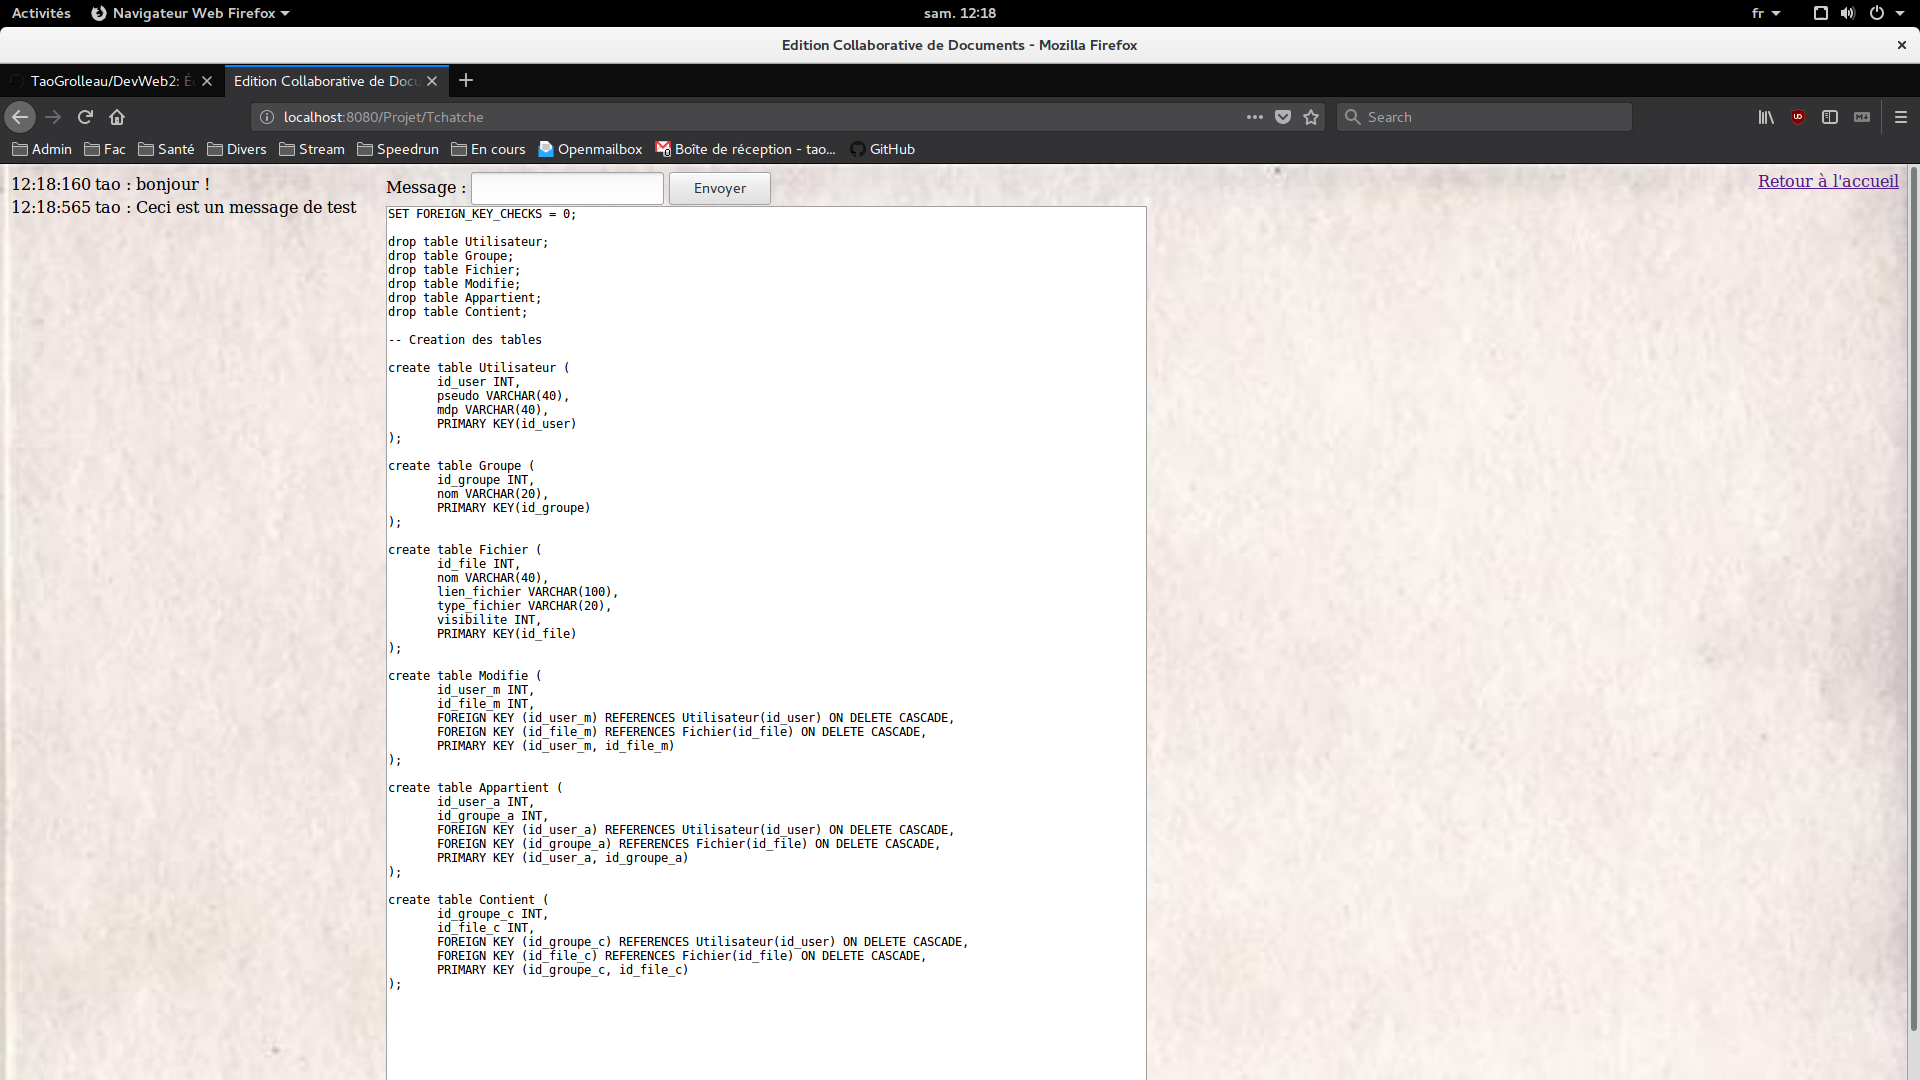 Activités Navigateur Web Firefox sam. 12:18 fr
Edition Collaborative de Documents - Mozilla Firefox
TaoGrolleau/DevWeb2: Edition Collaborative de Docu
localhost:8080/Projet/Tchatche Search
Admin Fac Santé Divers Stream Speedrun En cours Openmailbox Boîte de réception - tao... GitHub
12:18:160 tao : bonjour !
12:18:565 tao : Ceci est un message de test
Message : Envoyer
Retour à l'accueil
SET FOREIGN_KEY_CHECKS = 0;
drop table Utilisateur;
drop table Groupe;
drop table Fichier;
drop table Modifie;
drop table Appartient;
drop table Contient;
-- Creation des tables
create table Utilisateur (
id_user INT,
pseudo VARCHAR(40),
mdp VARCHAR(40),
PRIMARY KEY(id_user)
);
create table Groupe (
id_groupe INT,
nom VARCHAR(20),
PRIMARY KEY(id_groupe)
);
create table Fichier (
id_file INT,
nom VARCHAR(40),
lien_fichier VARCHAR(100),
type_fichier VARCHAR(20),
visibilite INT,
PRIMARY KEY(id_file)
);
create table Modifie (
id_user_m INT,
id_file_m INT,
FOREIGN KEY (id_user_m) REFERENCES Utilisateur(id_user) ON DELETE CASCADE,
FOREIGN KEY (id_file_m) REFERENCES Fichier(id_file) ON DELETE CASCADE,
PRIMARY KEY (id_user_m, id_file_m)
);
create table Appartient (
id_user_a INT,
id_groupe_a INT,
FOREIGN KEY (id_user_a) REFERENCES Utilisateur(id_user) ON DELETE CASCADE,
FOREIGN KEY (id_groupe_a) REFERENCES Fichier(id_file) ON DELETE CASCADE,
PRIMARY KEY (id_user_a, id_groupe_a)
);
create table Contient (
id_groupe_c INT,
id_file_c INT,
FOREIGN KEY (id_groupe_c) REFERENCES Utilisateur(id_user) ON DELETE CASCADE,
FOREIGN KEY (id_file_c) REFERENCES Fichier(id_file) ON DELETE CASCADE,
PRIMARY KEY (id_groupe_c, id_file_c)
);